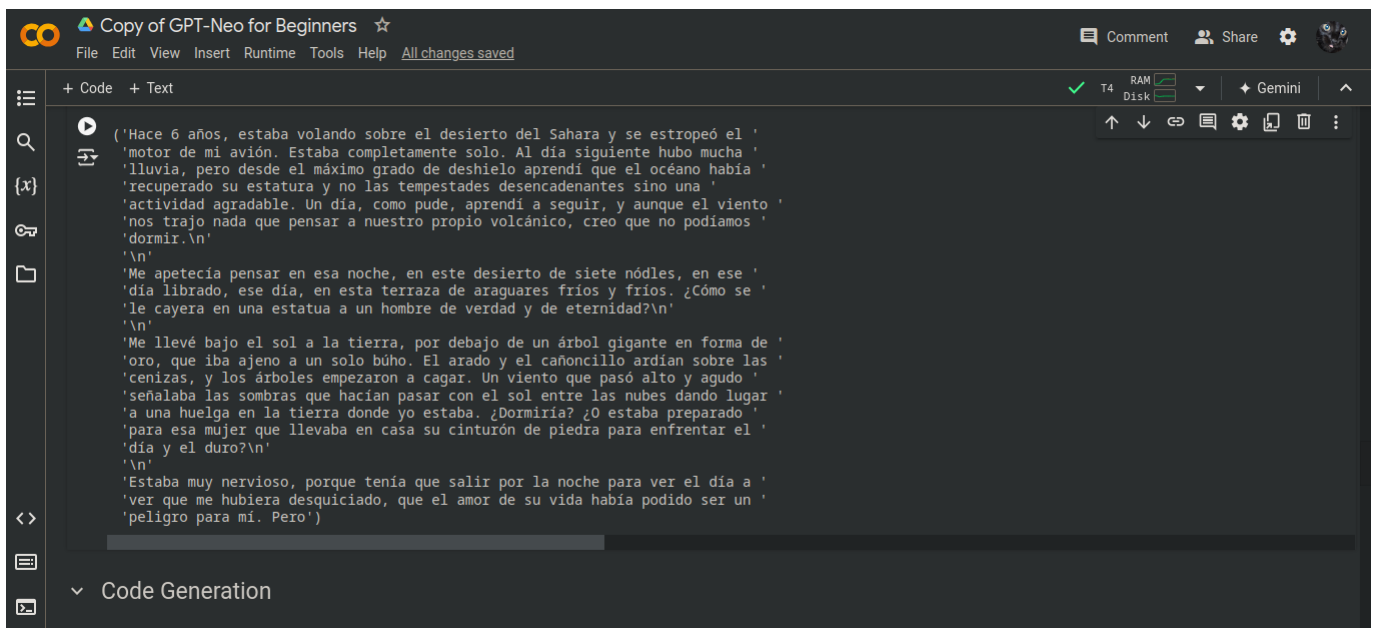 Copy of GPT-Neo for Beginners
File Edit View Insert Runtime Tools Help All changes saved
Comment Share
+ Code + Text
T4 RAM Disk Gemini
{x}
('Hace 6 años, estaba volando sobre el desierto del Sahara y se estropeó el '
'motor de mi avión. Estaba completamente solo. Al día siguiente hubo mucha '
'lluvia, pero desde el máximo grado de deshielo aprendí que el océano había '
'recuperado su estatura y no las tempestades desencadenantes sino una '
'actividad agradable. Un día, como pude, aprendí a seguir, y aunque el viento '
'nos trajo nada que pensar a nuestro propio volcánico, creo que no podíamos '
'dormir.\n'
'\n'
'Me apetecía pensar en esa noche, en este desierto de siete nódles, en ese '
'día librado, ese día, en esta terraza de araguares fríos y fríos. ¿Cómo se '
'le cayera en una estatua a un hombre de verdad y de eternidad?\n'
'\n'
'Me llevé bajo el sol a la tierra, por debajo de un árbol gigante en forma de '
'oro, que iba ajeno a un solo búho. El arado y el cañoncillo ardían sobre las '
'cenizas, y los árboles empezaron a cagar. Un viento que pasó alto y agudo '
'señalaba las sombras que hacían pasar con el sol entre las nubes dando lugar '
'a una huelga en la tierra donde yo estaba. ¿Dormiría? ¿O estaba preparado '
'para esa mujer que llevaba en casa su cinturón de piedra para enfrentar el '
'día y el duro?\n'
'\n'
'Estaba muy nervioso, porque tenía que salir por la noche para ver el día a '
'ver que me hubiera desquiciado, que el amor de su vida había podido ser un '
'peligro para mí. Pero')
Code Generation